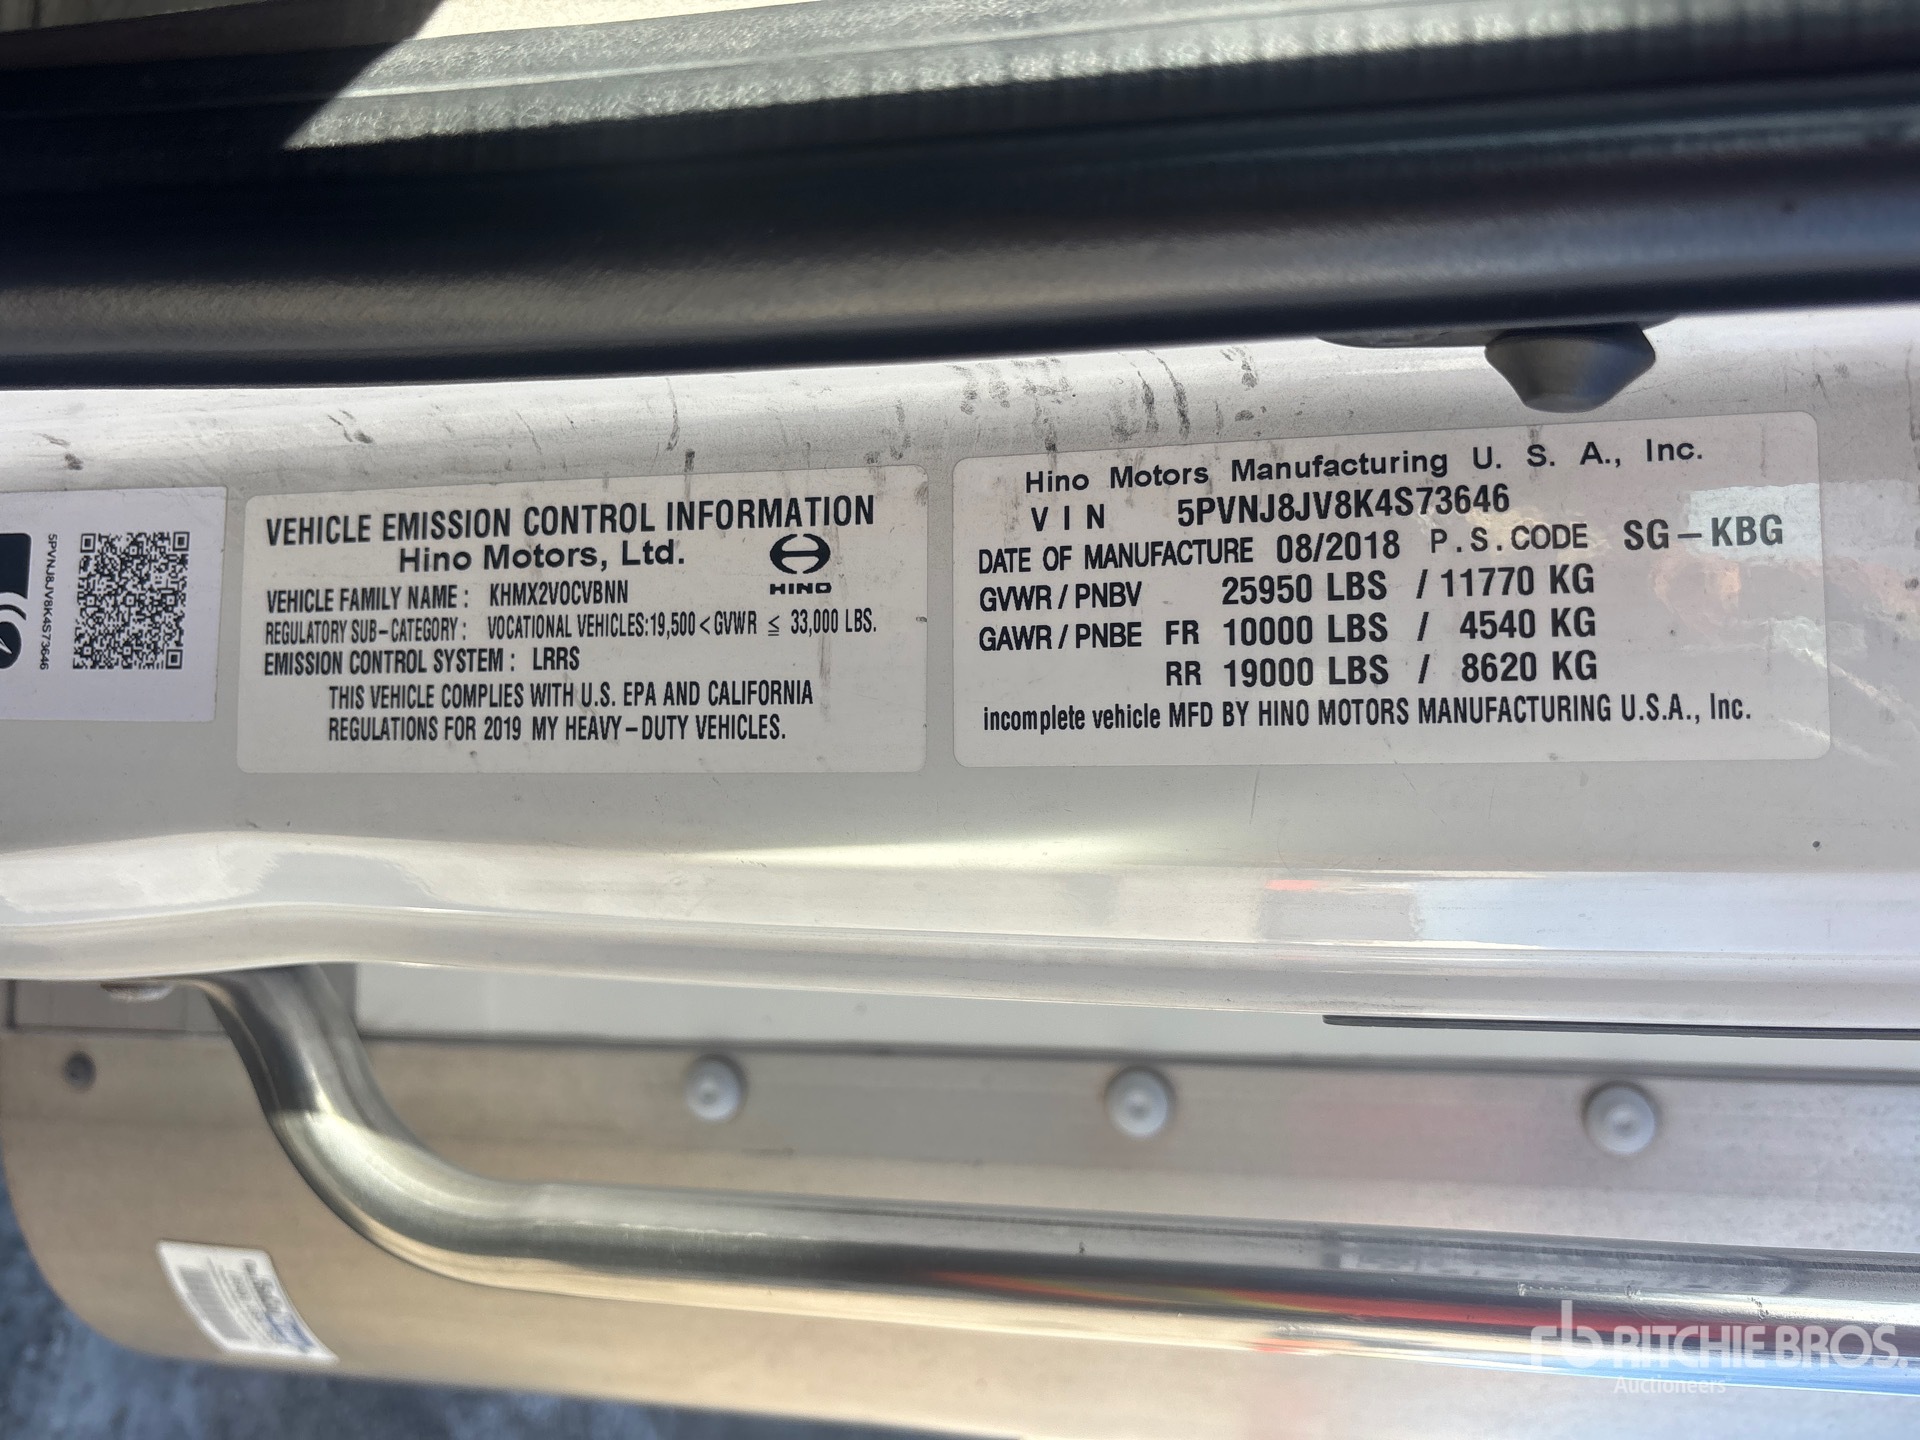 5PVNJ8JV8K4S73646
VEHICLE EMISSION CONTROL INFORMATION
Hino Motors, Ltd.
HINO
VEHICLE FAMILY NAME : KHMX2VOCVBNN
REGULATORY SUB-CATEGORY : VOCATIONAL VEHICLES:19,500 < GVWR ≦ 33,000 LBS.
EMISSION CONTROL SYSTEM : LRRS
THIS VEHICLE COMPLIES WITH U.S. EPA AND CALIFORNIA
REGULATIONS FOR 2019 MY HEAVY-DUTY VEHICLES.
Hino Motors Manufacturing U. S. A., Inc.
VIN 5PVNJ8JV8K4S73646
DATE OF MANUFACTURE 08/2018 P.S.CODE SG-KBG
GVWR / PNBV 25950 LBS / 11770 KG
GAWR / PNBE FR 10000 LBS / 4540 KG
RR 19000 LBS / 8620 KG
incomplete vehicle MFD BY HINO MOTORS MANUFACTURING U.S.A., Inc.
rb RITCHIE BROS.
Auctioneers